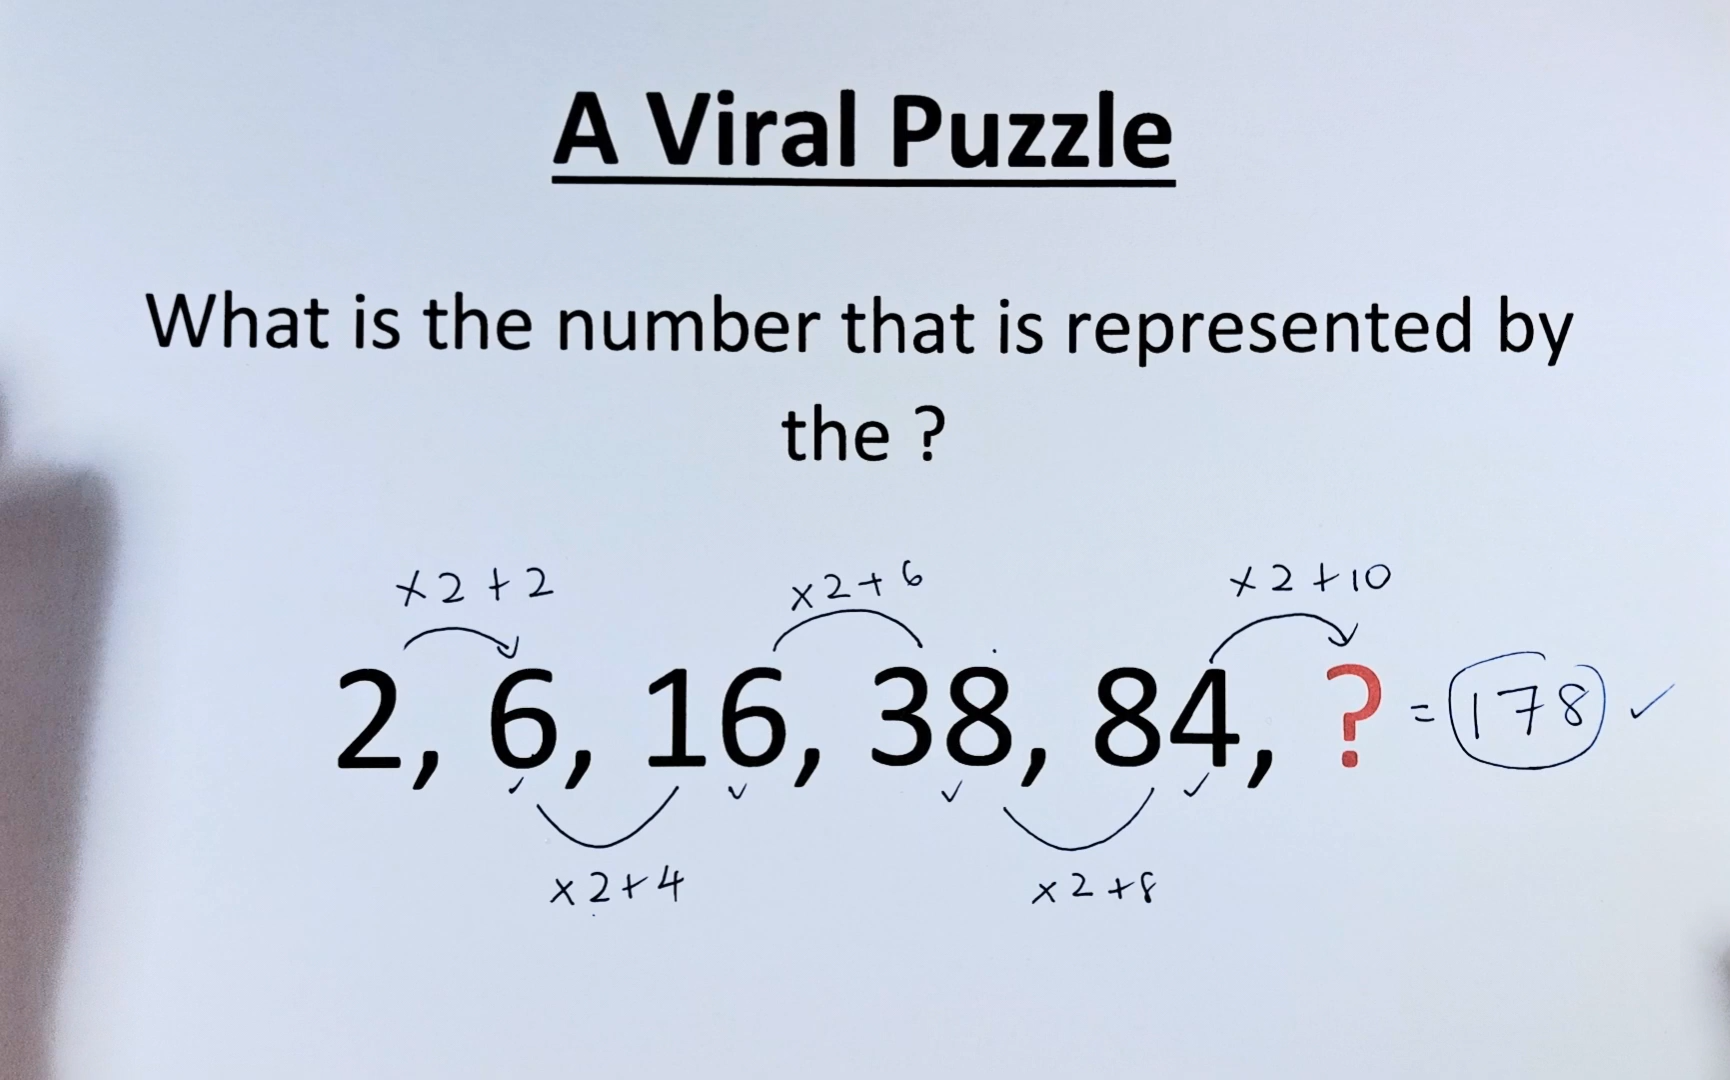 A Viral Puzzle
What is the number that is represented by
the ?
×2+2
×2+6
×2+10
2, 6, 16, 38, 84, ? = 178 ✓
×2+4
×2+8